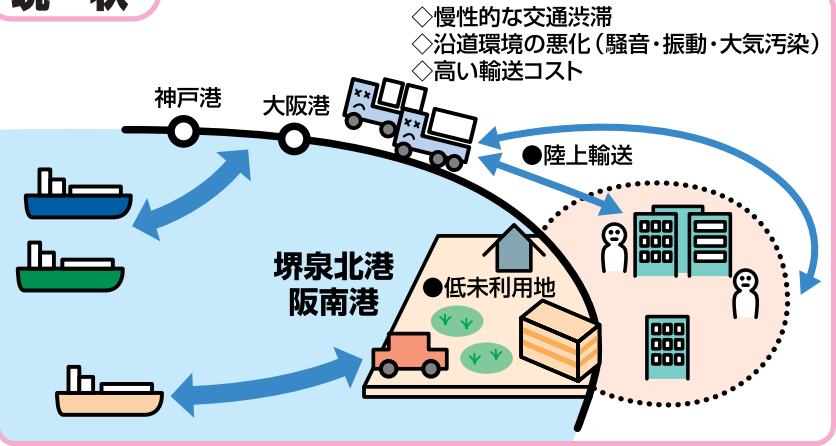 現状
◇慢性的な交通渋滞
◇沿道環境の悪化（騒音・振動・大気汚染）
◇高い輸送コスト
神戸港
大阪港
●陸上輸送
堺泉北港
阪南港
●低未利用地